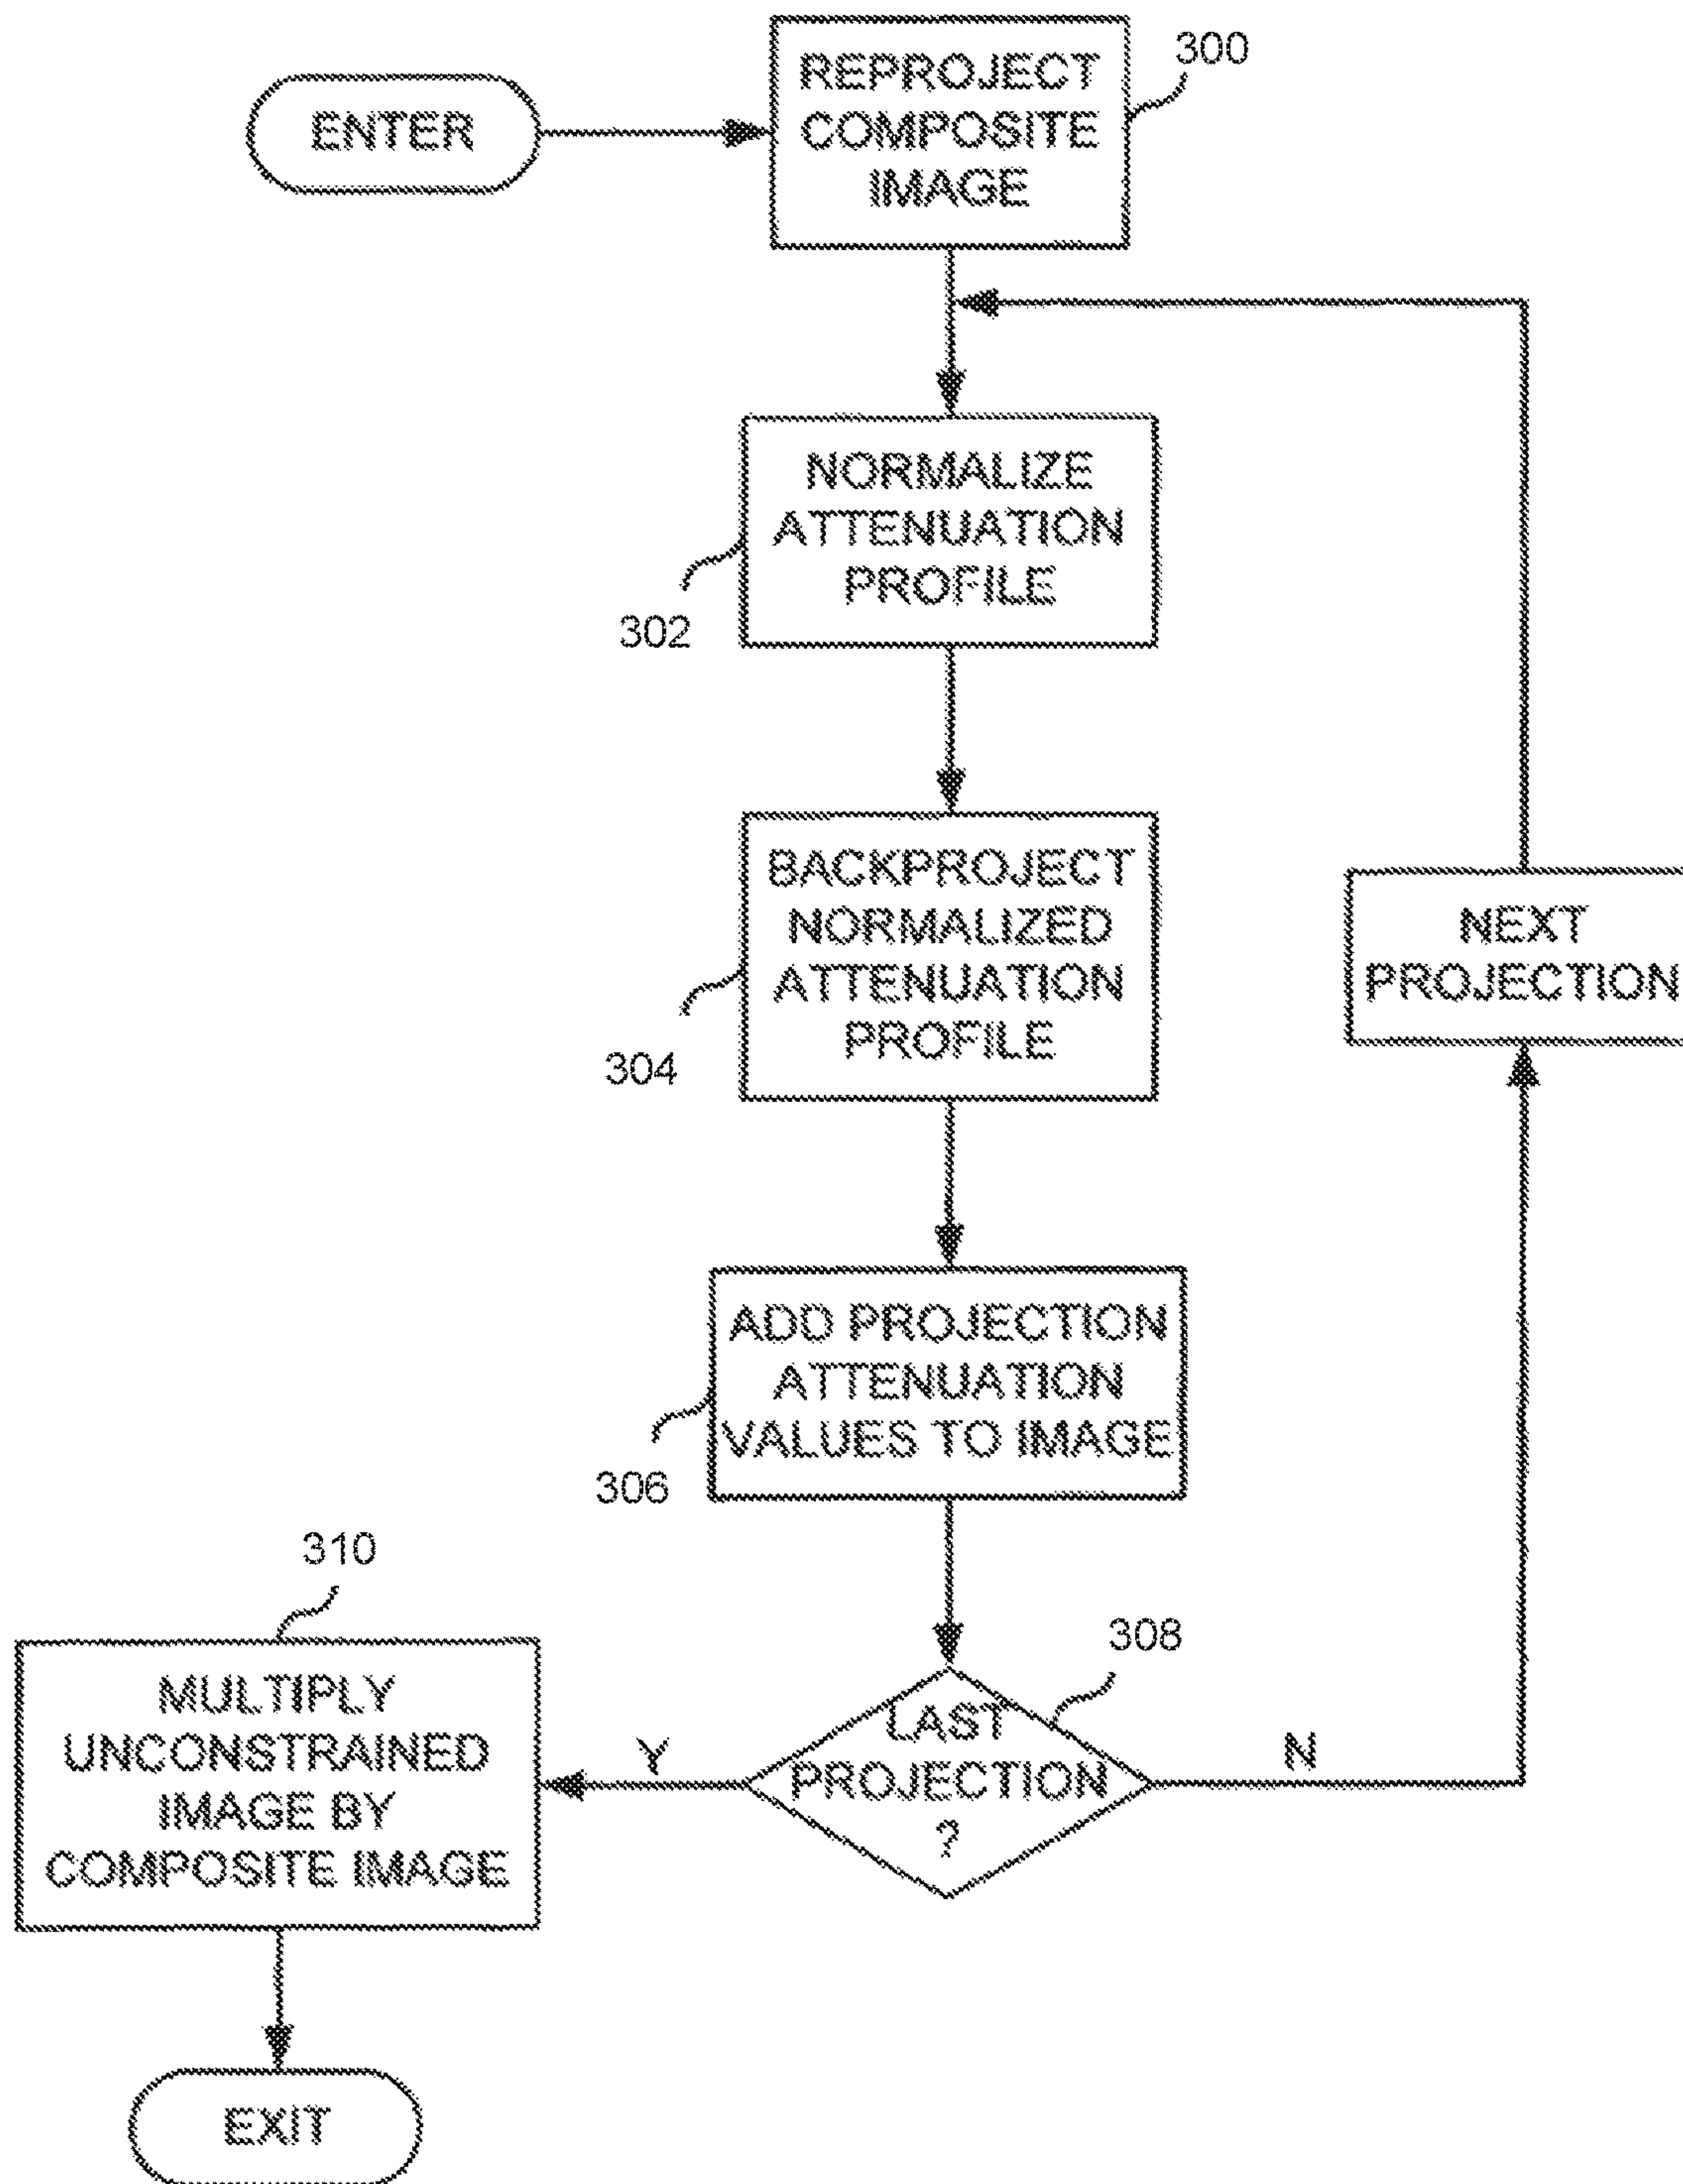 ENTER
REPROJECT
COMPOSITE
IMAGE
300
NORMALIZE
ATTENUATION
PROFILE
302
BACKPROJECT
NORMALIZED
ATTENUATION
PROFILE
304
NEXT
PROJECTION
ADD PROJECTION
ATTENUATION
VALUES TO IMAGE
306
LAST
PROJECTION
?
308
Y
N
310
MULTIPLY
UNCONSTRAINED
IMAGE BY
COMPOSITE IMAGE
EXIT